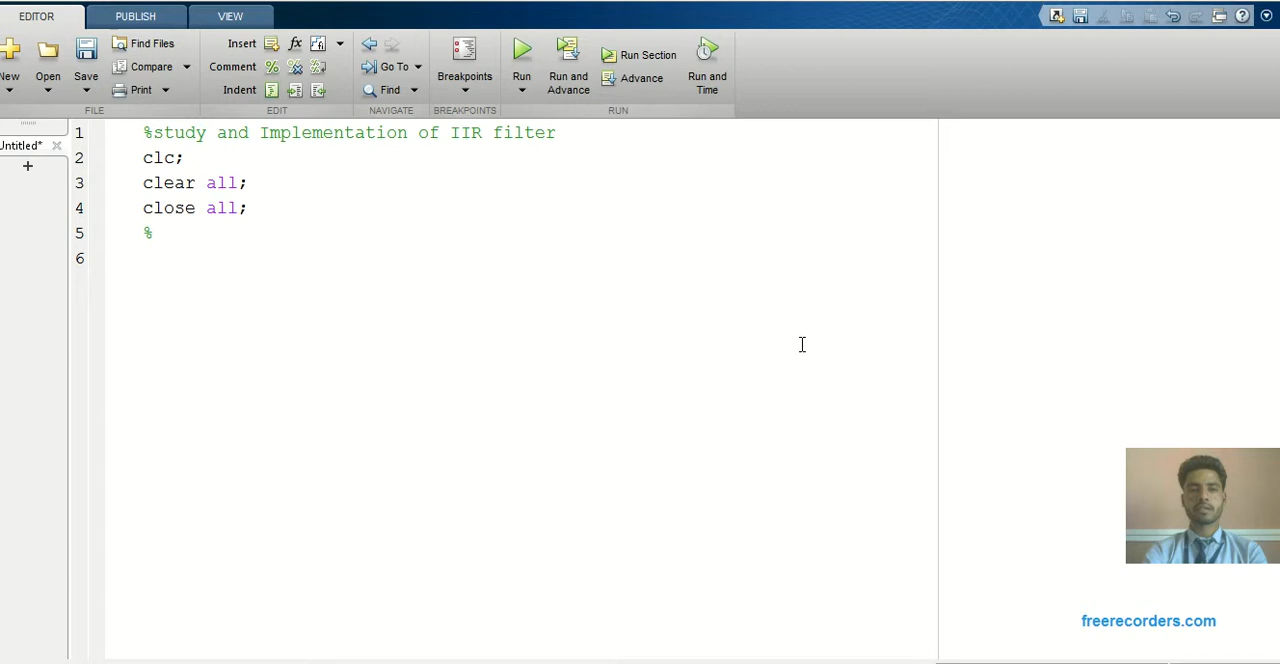 EDITOR PUBLISH VIEW
New
Open
Save
Find Files
Compare
Print
FILE
Insert fx
Comment
Indent
EDIT
Go To
Find
NAVIGATE
Breakpoints
BREAKPOINTS
Run
Run and
Advance
Run Section
Advance
Run and
Time
RUN
Untitled*
1 %study and Implementation of IIR filter
2 clc;
3 clear all;
4 close all;
5 %
6
freerecorders.com